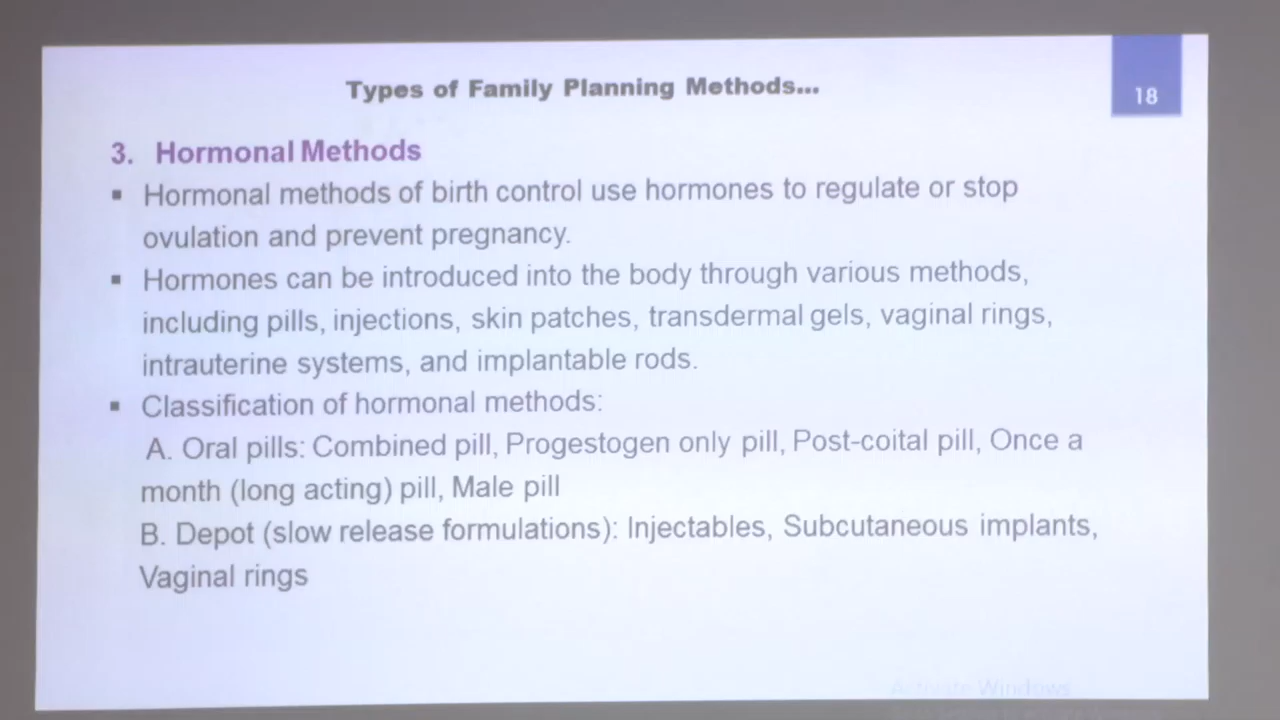 Types of Family Planning Methods...
18
3. Hormonal Methods
▪ Hormonal methods of birth control use hormones to regulate or stop
ovulation and prevent pregnancy.
▪ Hormones can be introduced into the body through various methods,
including pills, injections, skin patches, transdermal gels, vaginal rings,
intrauterine systems, and implantable rods.
▪ Classification of hormonal methods:
A. Oral pills: Combined pill, Progestogen only pill, Post-coital pill, Once a
month (long acting) pill, Male pill
B. Depot (slow release formulations): Injectables, Subcutaneous implants,
Vaginal rings
Activate Windows